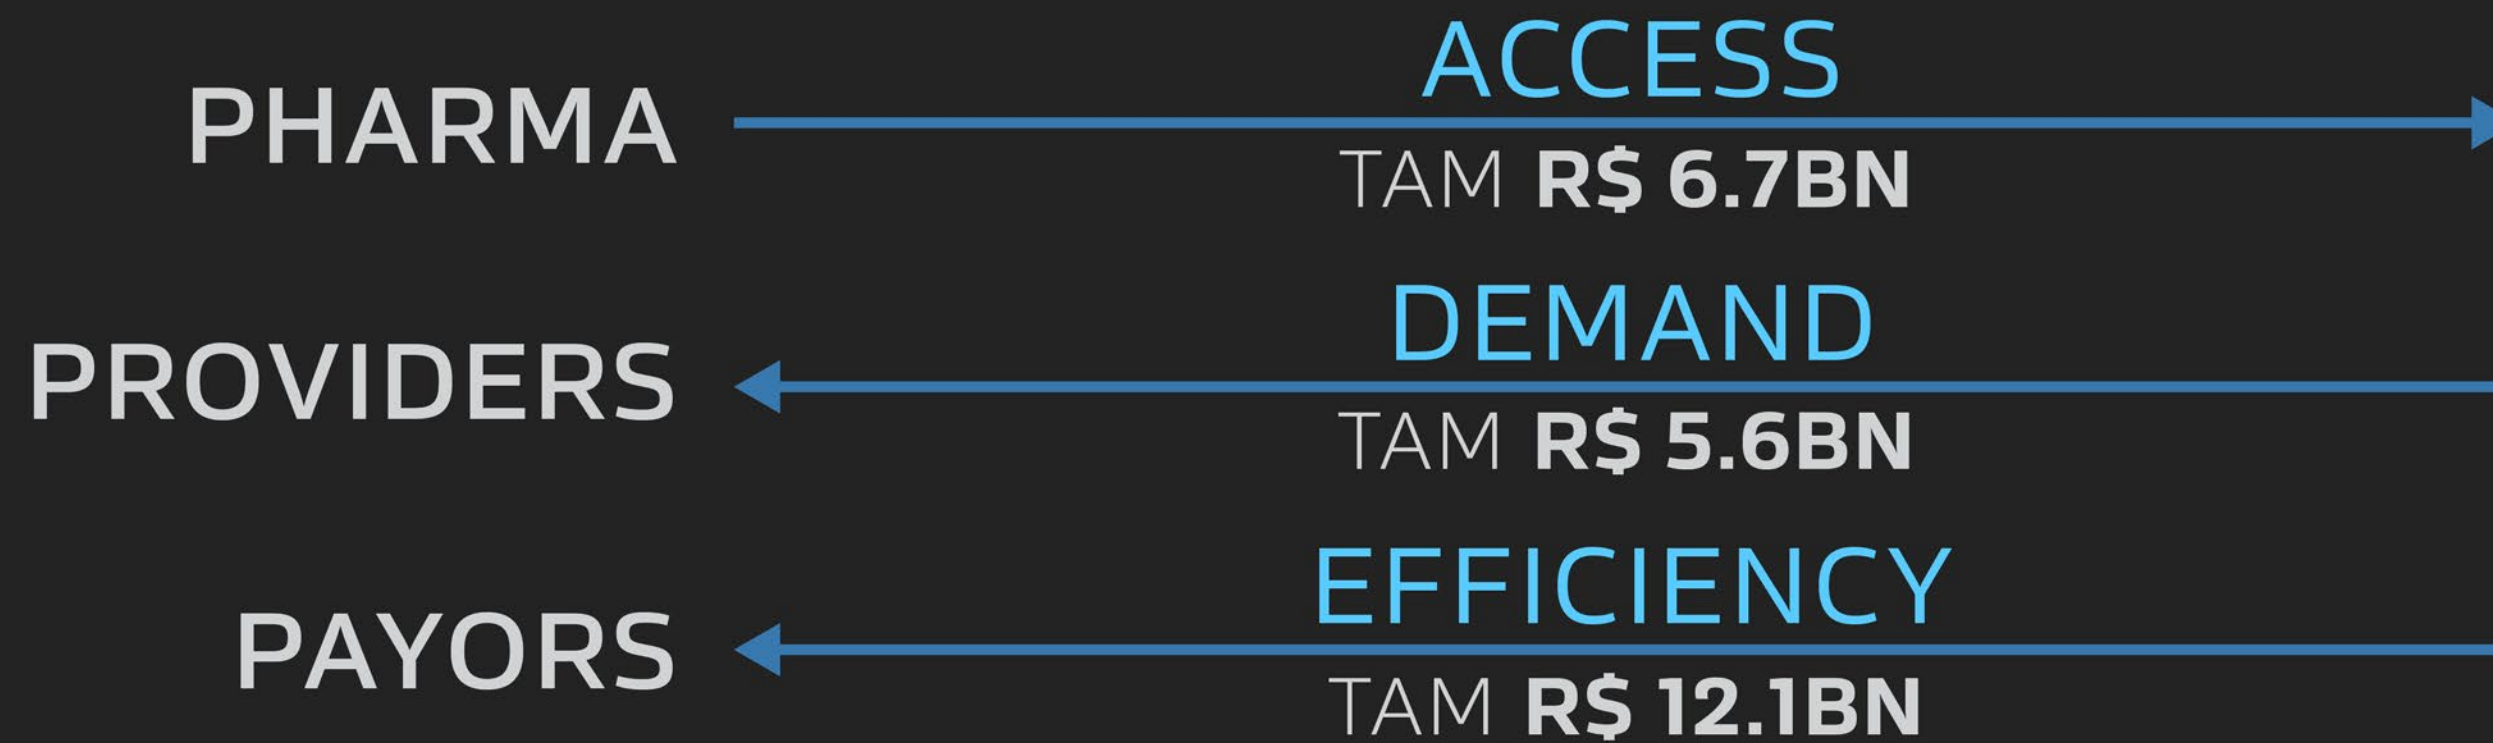 ACCESS
PHARMA
TAM R$ 6.7BN
DEMAND
PROVIDERS
TAM R$ 5.6BN
EFFICIENCY
PAYORS
TAM R$ 12.1BN